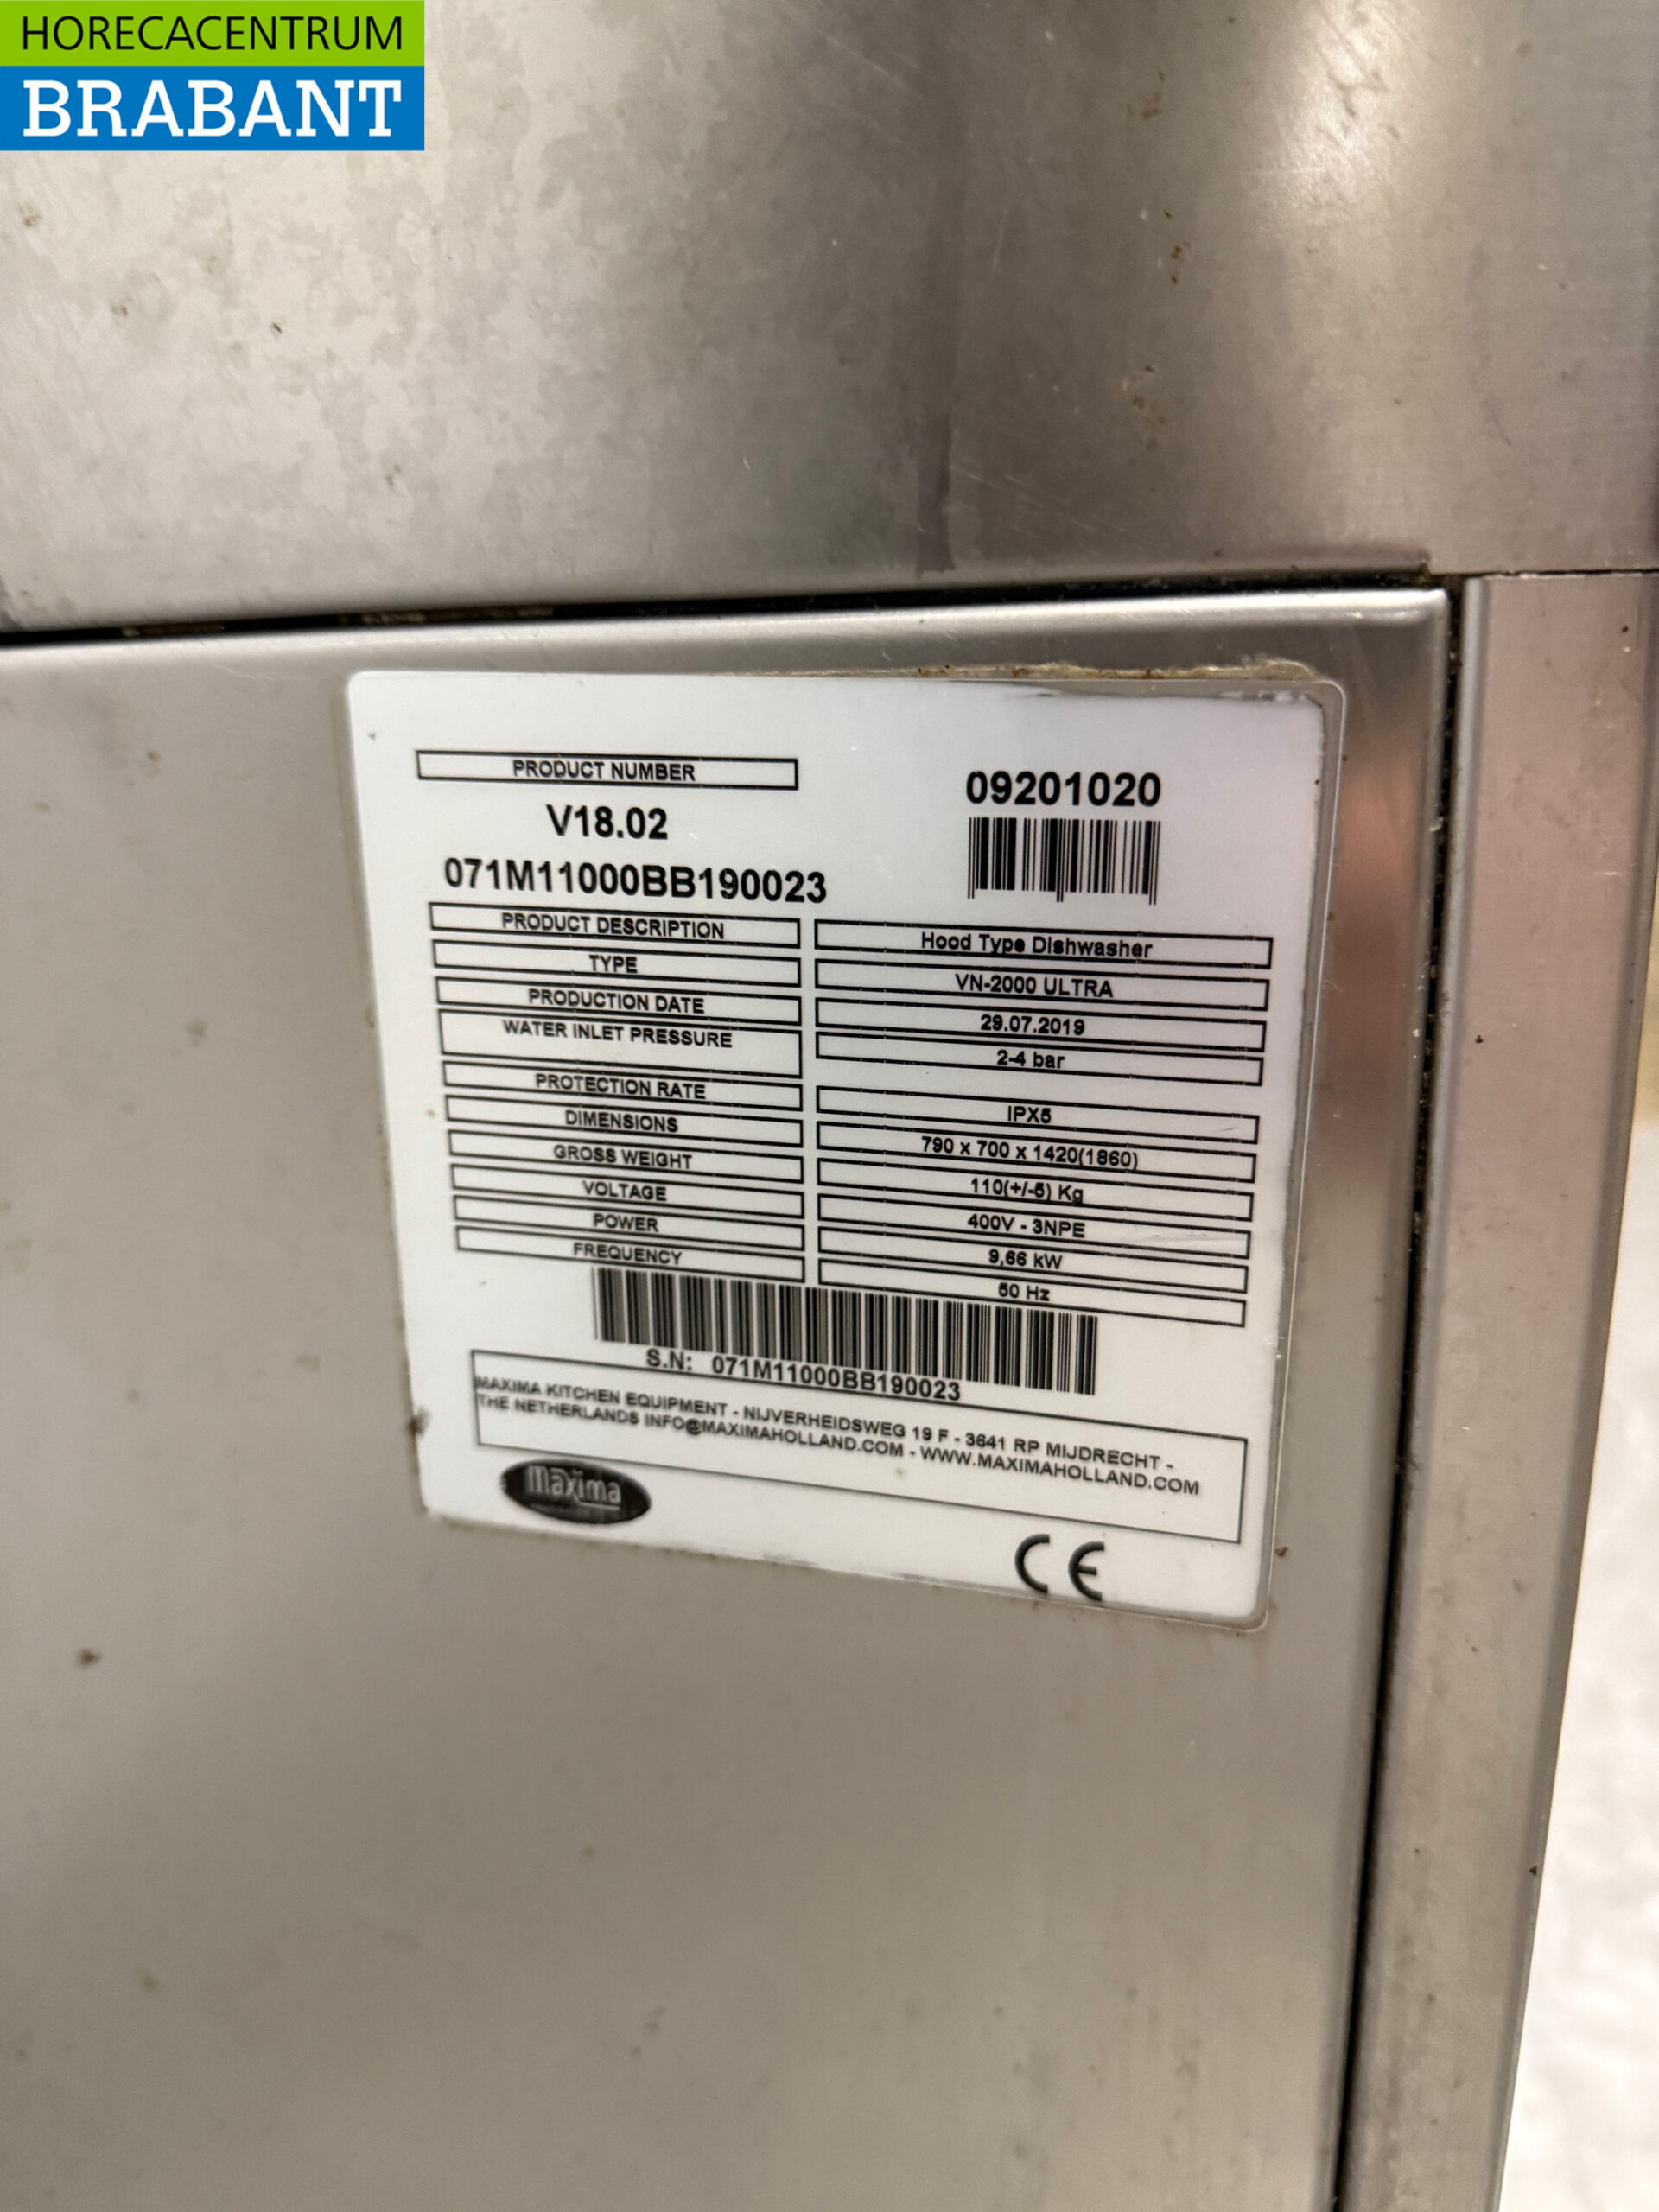 HORECACENTRUM
BRABANT
PRODUCT NUMBER
09201020
V18.02
071M11000BB190023
PRODUCT DESCRIPTION Hood Type Dishwasher
TYPE VN-2000 ULTRA
PRODUCTION DATE 29.07.2019
WATER INLET PRESSURE 2-4 bar
PROTECTION RATE IPX5
DIMENSIONS 790 x 700 x 1420(1860)
GROSS WEIGHT 110(+/-5) Kg
VOLTAGE 400V - 3NPE
POWER 9,66 kW
FREQUENCY 50 Hz
S.N: 071M11000BB190023
MAXIMA KITCHEN EQUIPMENT - NIJVERHEIDSWEG 19 F - 3641 RP MIJDRECHT -
THE NETHERLANDS INFO@MAXIMAHOLLAND.COM - WWW.MAXIMAHOLLAND.COM
maxima
CE